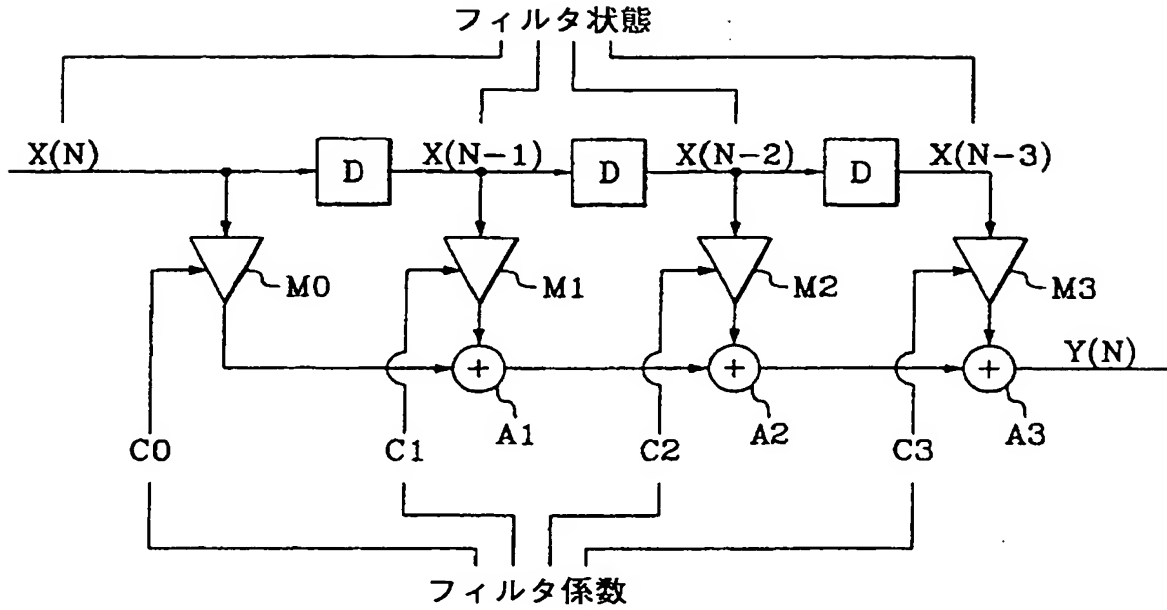 フィルタ状態
X(N)
D
X(N-1)
D
X(N-2)
D
X(N-3)
M0
M1
M2
M3
+
+
+
Y(N)
A1
A2
A3
C0
C1
C2
C3
フィルタ係数